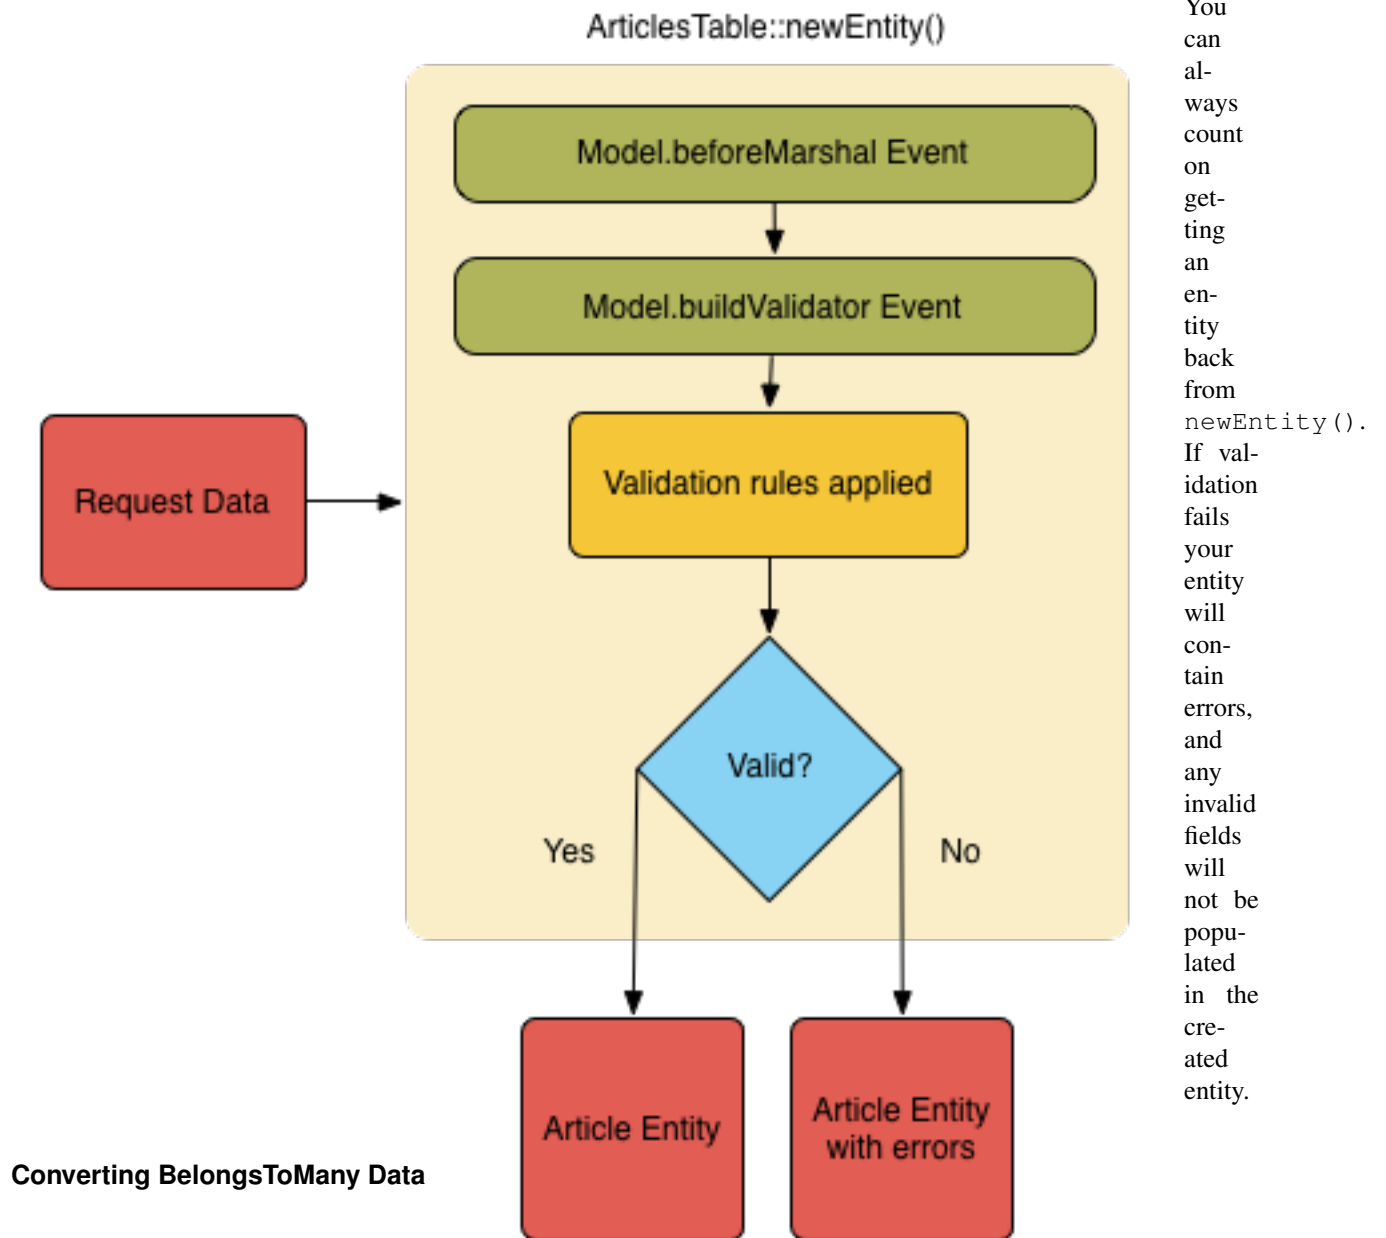 ArticlesTable::newEntity()
Model.beforeMarshal Event
Model.buildValidator Event
Request Data
Validation rules applied
Valid?
Yes
No
Article Entity
Article Entity
with errors
You
can
al-
ways
count
on
get-
ting
an
en-
tity
back
from
newEntity().
If val-
idation
fails
your
entity
will
con-
tain
errors,
and
any
invalid
fields
will
not be
popu-
lated
in the
cre-
ated
entity.
Converting BelongsToMany Data